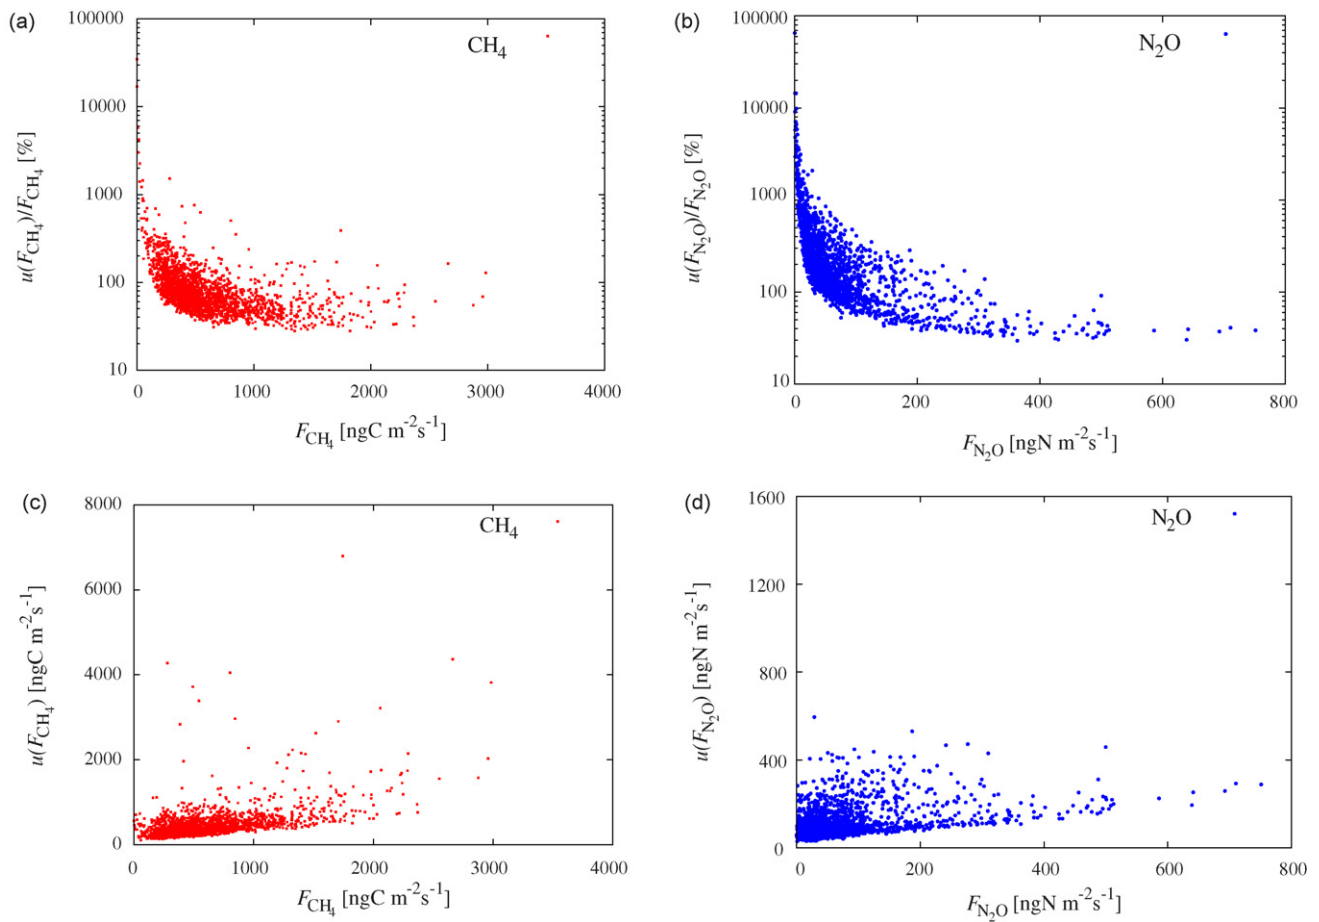 (a)
CH4
100000
10000
1000
100
10
u(FCH4)/FCH4 [%]
0 1000 2000 3000 4000
FCH4 [ngC m-2s-1]
(b)
N2O
100000
10000
1000
100
10
u(FN2O)/FN2O [%]
0 200 400 600 800
FN2O [ngN m-2s-1]
(c)
CH4
8000
6000
4000
2000
0
u(FCH4) [ngC m-2s-1]
0 1000 2000 3000 4000
FCH4 [ngC m-2s-1]
(d)
N2O
1600
1200
800
400
0
u(FN2O) [ngN m-2s-1]
0 200 400 600 800
FN2O [ngN m-2s-1]